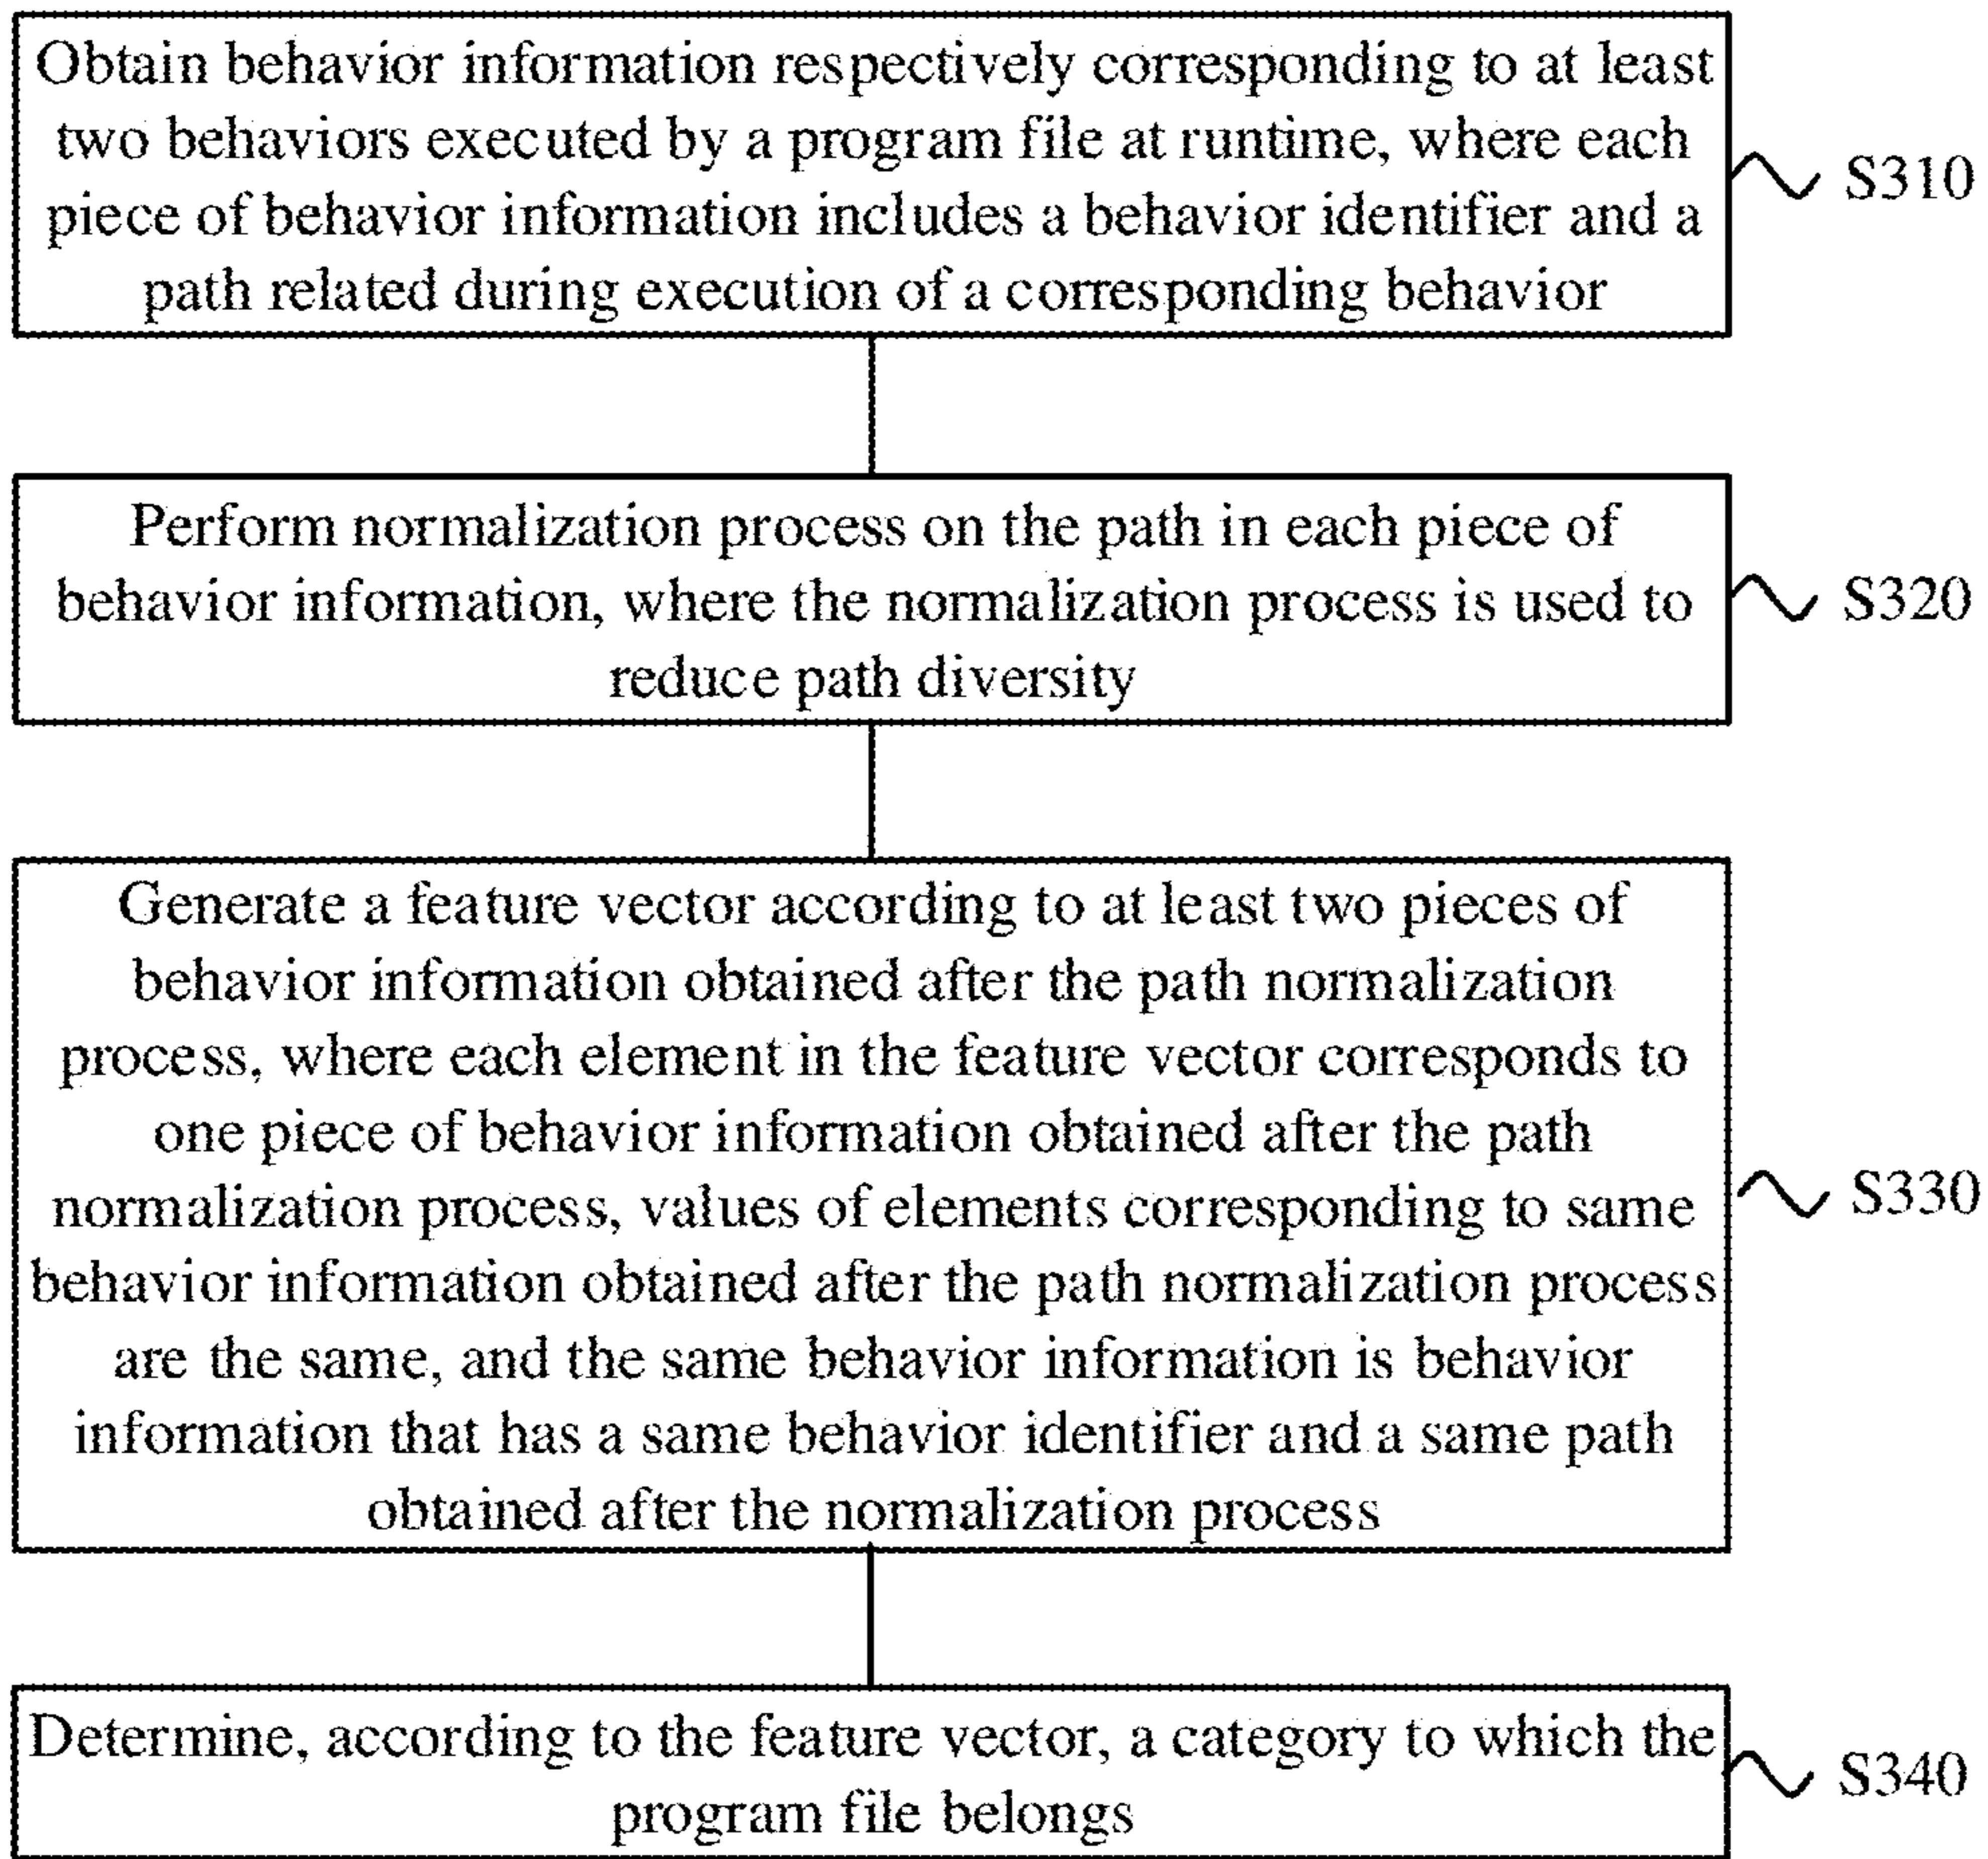 Obtain behavior information respectively corresponding to at least
two behaviors executed by a program file at runtime, where each
piece of behavior information includes a behavior identifier and a
path related during execution of a corresponding behavior
S310
Perform normalization process on the path in each piece of
behavior information, where the normalization process is used to
reduce path diversity
S320
Generate a feature vector according to at least two pieces of
behavior information obtained after the path normalization
process, where each element in the feature vector corresponds to
one piece of behavior information obtained after the path
normalization process, values of elements corresponding to same
behavior information obtained after the path normalization process
are the same, and the same behavior information is behavior
information that has a same behavior identifier and a same path
obtained after the normalization process
S330
Determine, according to the feature vector, a category to which the
program file belongs
S340